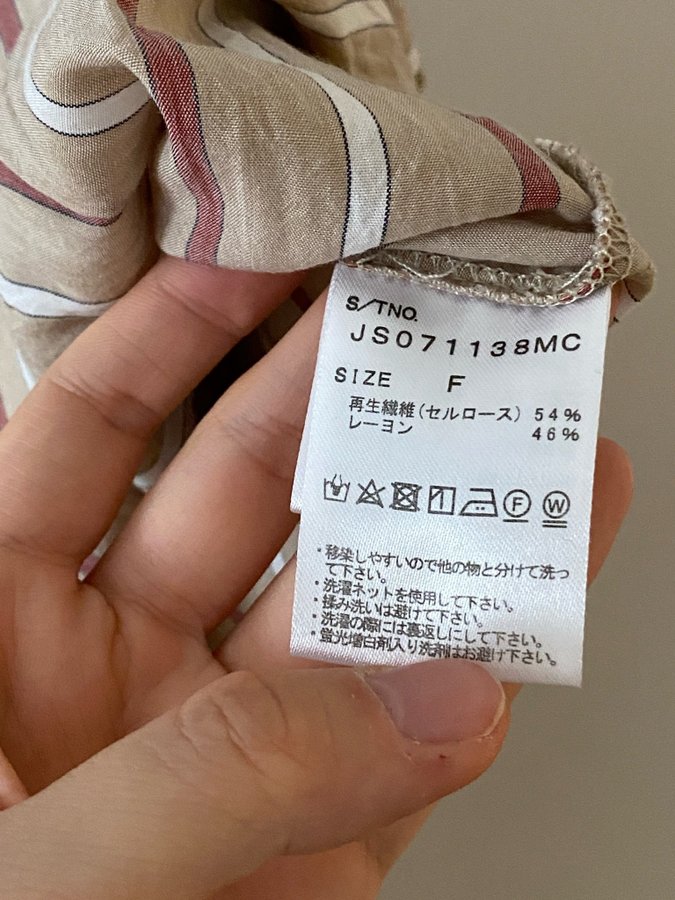 S/TNO.
JS071138MC
SIZE F
再生繊維(セルロース) 54%
レーヨン 46%
F W
・移染しやすいので他の物と分けて洗っ
て下さい。
・洗濯ネットを使用して下さい。
・揉み洗いは避けて下さい。
・洗濯の際には裏返しにして下さい。
・蛍光増白剤入り洗剤はお避け下さい。